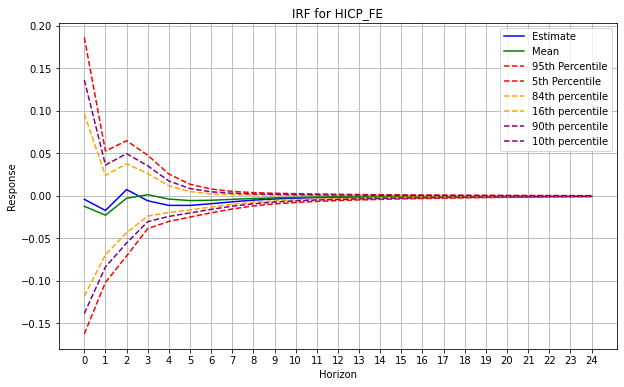 IRF for HICP_FE
Estimate
Mean
95th Percentile
5th Percentile
84th percentile
16th percentile
90th percentile
10th percentile
0.20
0.15
0.10
0.05
0.00
−0.05
−0.10
−0.15
Response
0 1 2 3 4 5 6 7 8 9 10 11 12 13 14 15 16 17 18 19 20 21 22 23 24
Horizon